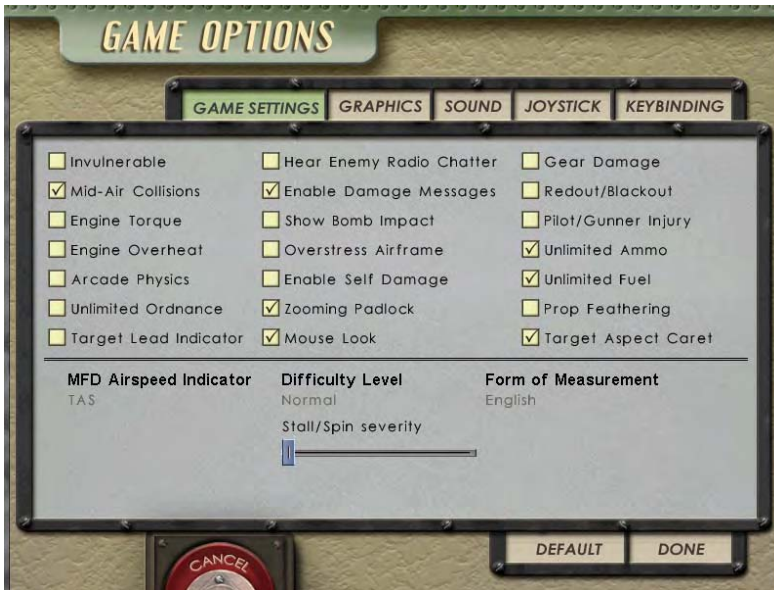 GAME OPTIONS
GAME SETTINGS GRAPHICS SOUND JOYSTICK KEYBINDING
Invulnerable Hear Enemy Radio Chatter Gear Damage
Mid-Air Collisions Enable Damage Messages Redout/Blackout
Engine Torque Show Bomb Impact Pilot/Gunner Injury
Engine Overheat Overstress Airframe Unlimited Ammo
Arcade Physics Enable Self Damage Unlimited Fuel
Unlimited Ordnance Zooming Padlock Prop Feathering
Target Lead Indicator Mouse Look Target Aspect Caret
MFD Airspeed Indicator Difficulty Level Form of Measurement
TAS Normal English
Stall/Spin severity
DEFAULT DONE
CANCEL